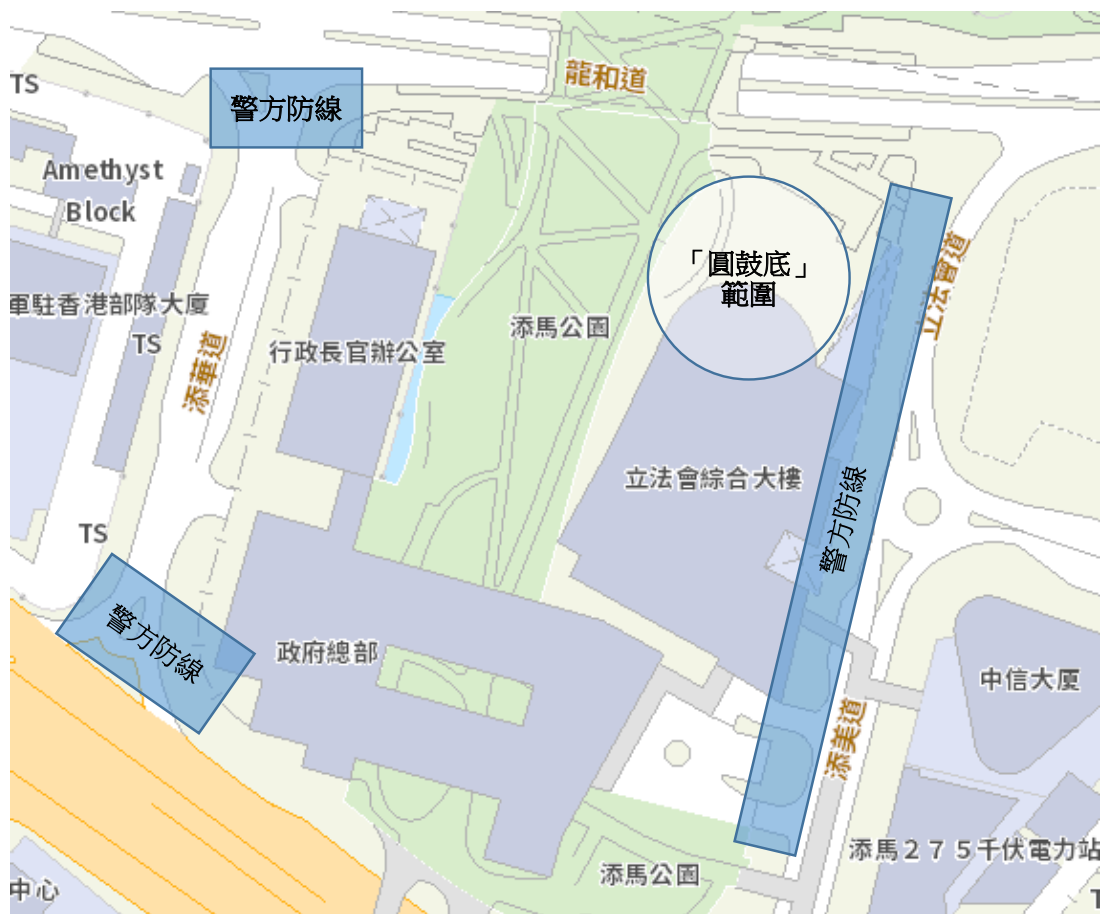 龍和道
TS
警方防線
Amethyst
Block
「圓鼓底」
範圍
立法會道
軍駐香港部隊大廈
TS
添華道
行政長官辦公室
添馬公園
立法會綜合大樓
警方防線
TS
警方防線
政府總部
中信大厦
添美道
添馬２７５千伏電力站
添馬公園
中心
T